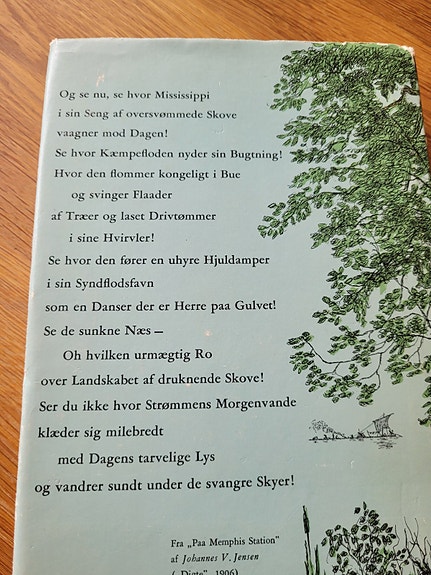 Og se nu, se hvor Mississippi
i sin Seng af oversvømmede Skove
vaagner mod Dagen!
Se hvor Kæmpefloden nyder sin Bugtning!
Hvor den flommer kongeligt i Bue
og svinger Flaader
af Træer og laset Drivtømmer
i sine Hvirvler!
Se hvor den fører en uhyre Hjuldamper
i sin Syndflodsfavn
som en Danser der er Herre paa Gulvet!
Se de sunkne Næs —
Oh hvilken urmægtig Ro
over Landskabet af druknende Skove!
Ser du ikke hvor Strømmens Morgenvande
klæder sig milebredt
med Dagens tarvelige Lys
og vandrer sundt under de svangre Skyer!
Fra „Paa Memphis Station"
af Johannes V. Jensen
(„Digte", 1906)